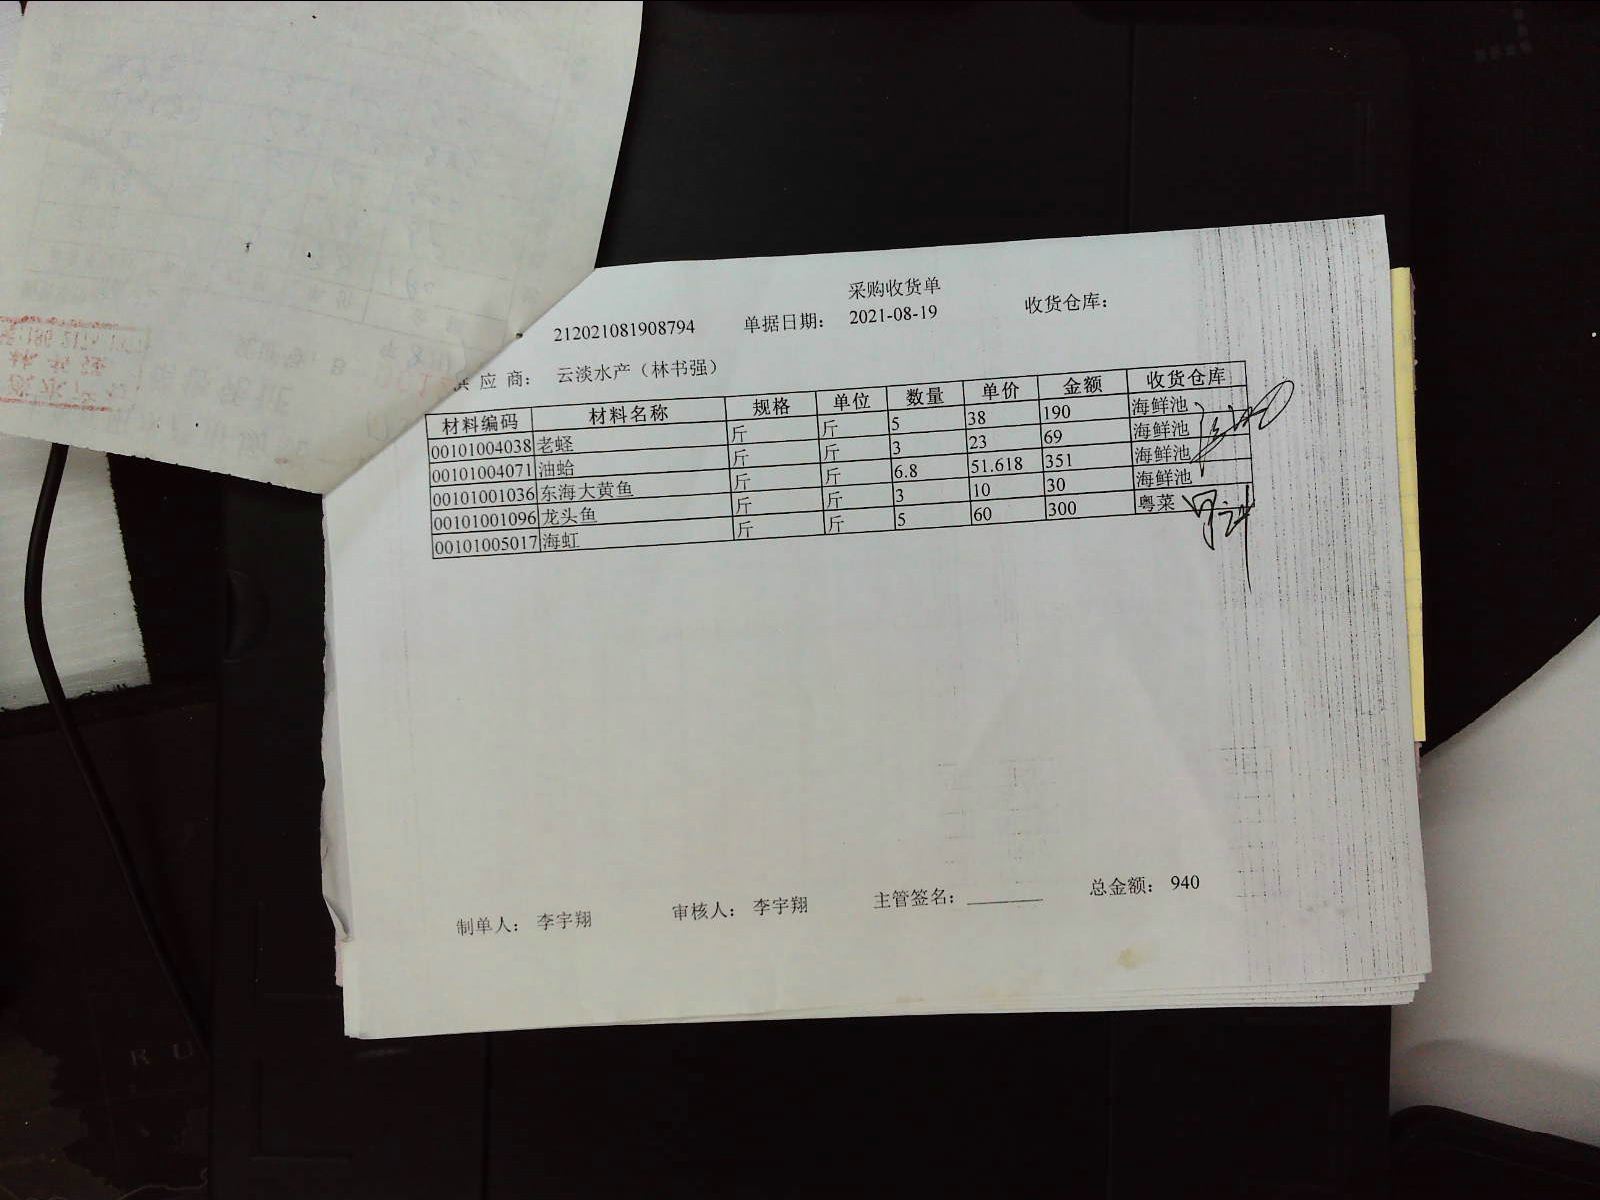 采购收货单
212021081908794 单据日期： 2021-08-19 收货仓库：
供 应 商： 云淡水产（林书强）
材料编码 材料名称 规格 单位 数量 单价 金额 收货仓库
00101004038 老蛏 斤 斤 5 38 190 海鲜池
00101004071 油蛤 斤 斤 3 23 69 海鲜池
00101001036 东海大黄鱼 斤 斤 6.8 51.618 351 海鲜池
00101001096 龙头鱼 斤 斤 3 10 30 海鲜池
00101005017 海虹 斤 斤 5 60 300 粤菜
制单人： 李宇翔 审核人： 李宇翔 主管签名： 总金额： 940